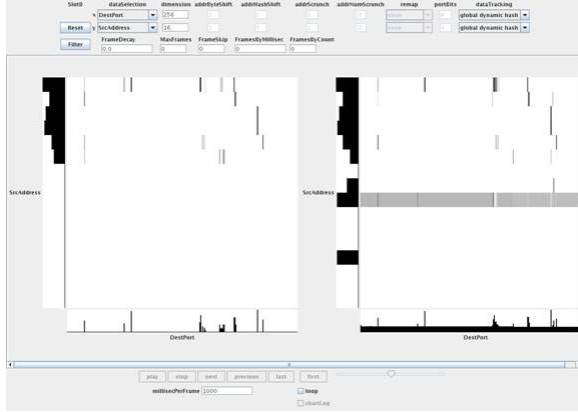 Slot0 dataSelection dimension addrByteShift addrHashShift addrScrunch addrNumScrunch remap portBits dataTracking
x DestPort 256 global dynamic hash
Reset y SrcAddress 16 global dynamic hash
Filter FrameDecay MaxFrames FrameSkip FramesByMillisec FramesByCount
0.0 0 0 0 0
SrcAddress SrcAddress
DestPort DestPort
play stop next previous last first
millisecPerFrame 1000 loop